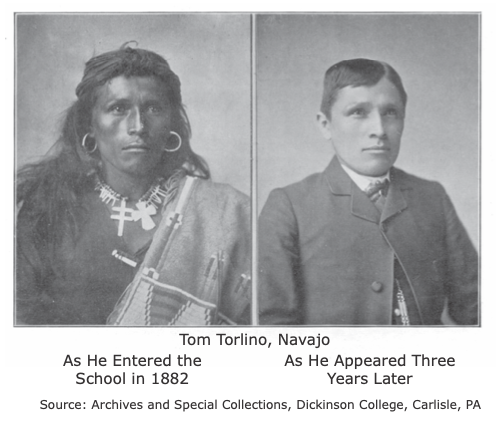 Tom Torlino, Navajo
As He Entered the School in 1882
As He Appeared Three Years Later
Source: Archives and Special Collections, Dickinson College, Carlisle, PA